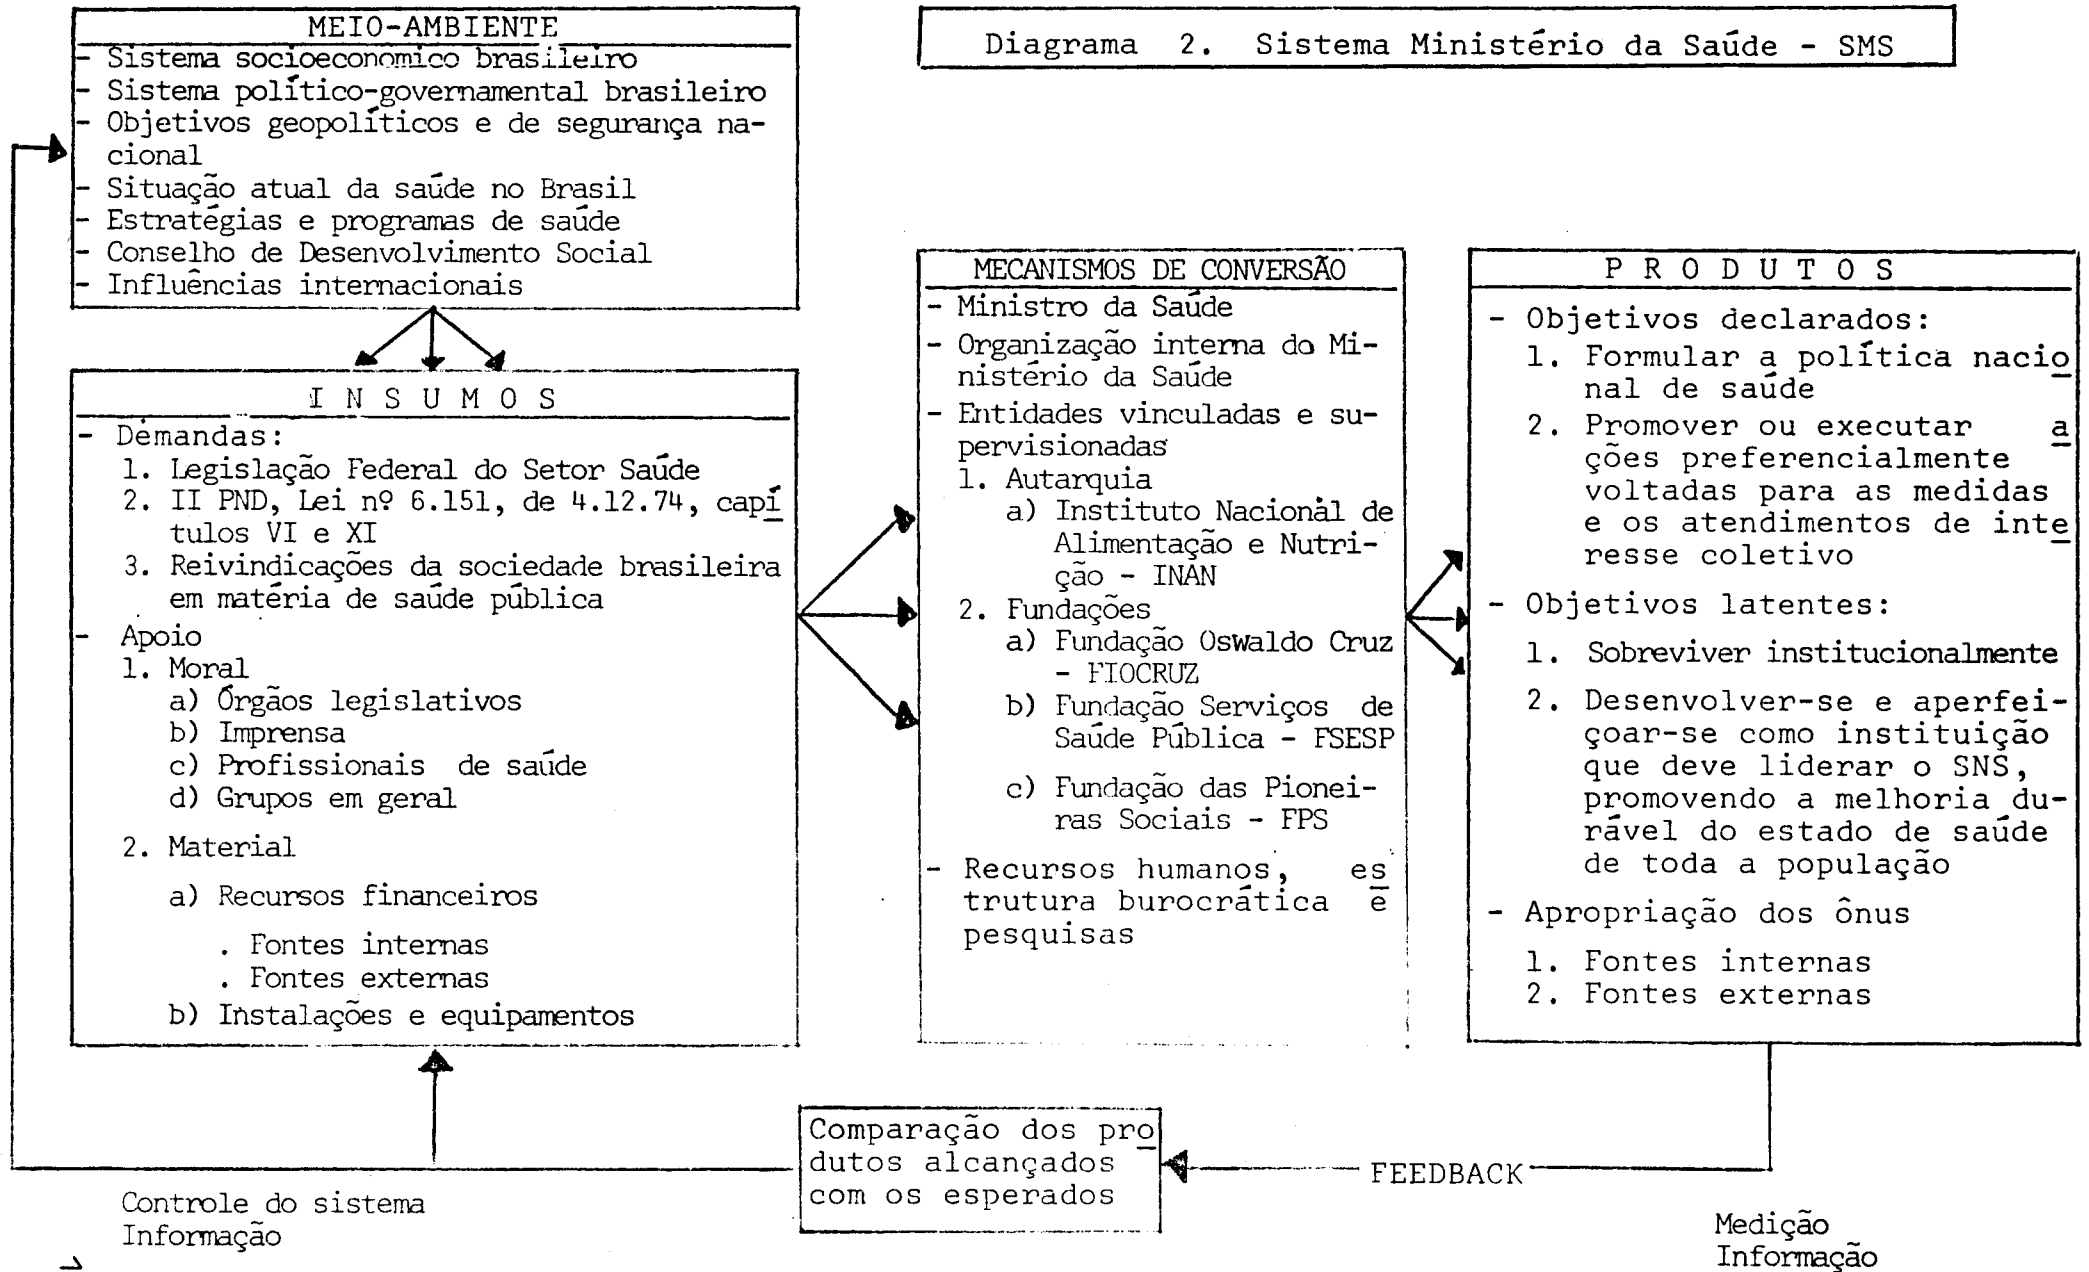 MEIO-AMBIENTE
- Sistema socioeconomico brasileiro
- Sistema político-governamental brasileiro
- Objetivos geopolíticos e de segurança na-
cional
- Situação atual da saúde no Brasil
- Estratégias e programas de saúde
- Conselho de Desenvolvimento Social
- Influências internacionais
Diagrama 2. Sistema Ministério da Saúde - SMS
I N S U M O S
- Demandas:
1. Legislação Federal do Setor Saúde
2. II PND, Lei nº 6.151, de 4.12.74, capí
tulos VI e XI
3. Reivindicações da sociedade brasileira
em matéria de saúde pública
- Apoio
1. Moral
a) Órgãos legislativos
b) Imprensa
c) Profissionais de saúde
d) Grupos em geral
2. Material
a) Recursos financeiros
. Fontes internas
. Fontes externas
b) Instalações e equipamentos
MECANISMOS DE CONVERSÃO
- Ministro da Saúde
- Organização interna do Mi-
nistério da Saúde
- Entidades vinculadas e su-
pervisionadas
1. Autarquia
a) Instituto Nacional de
Alimentação e Nutri-
ção - INAN
2. Fundações
a) Fundação Oswaldo Cruz
- FIOCRUZ
b) Fundação Serviços de
Saúde Pública - FSESP
c) Fundação das Pionei-
ras Sociais - FPS
- Recursos humanos, es
trutura burocrática e
pesquisas
P R O D U T O S
- Objetivos declarados:
1. Formular a política nacio
nal de saúde
2. Promover ou executar a
ções preferencialmente
voltadas para as medidas
e os atendimentos de inte
resse coletivo
- Objetivos latentes:
1. Sobreviver institucionalmente
2. Desenvolver-se e aperfei-
çoar-se como instituição
que deve liderar o SNS,
promovendo a melhoria du-
rável do estado de saúde
de toda a população
- Apropriação dos ônus
1. Fontes internas
2. Fontes externas
Comparação dos pro
dutos alcançados
com os esperados
FEEDBACK
Controle do sistema
Informação
Medição
Informação